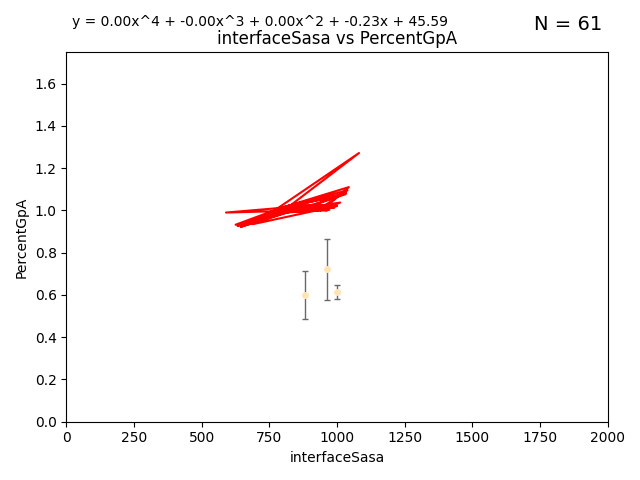 y = 0.00x^4 + -0.00x^3 + 0.00x^2 + -0.23x + 45.59
N = 61
interfaceSasa vs PercentGpA
PercentGpA
1.6
1.4
1.2
1.0
0.8
0.6
0.4
0.2
0.0
0 250 500 750 1000 1250 1500 1750 2000
interfaceSasa